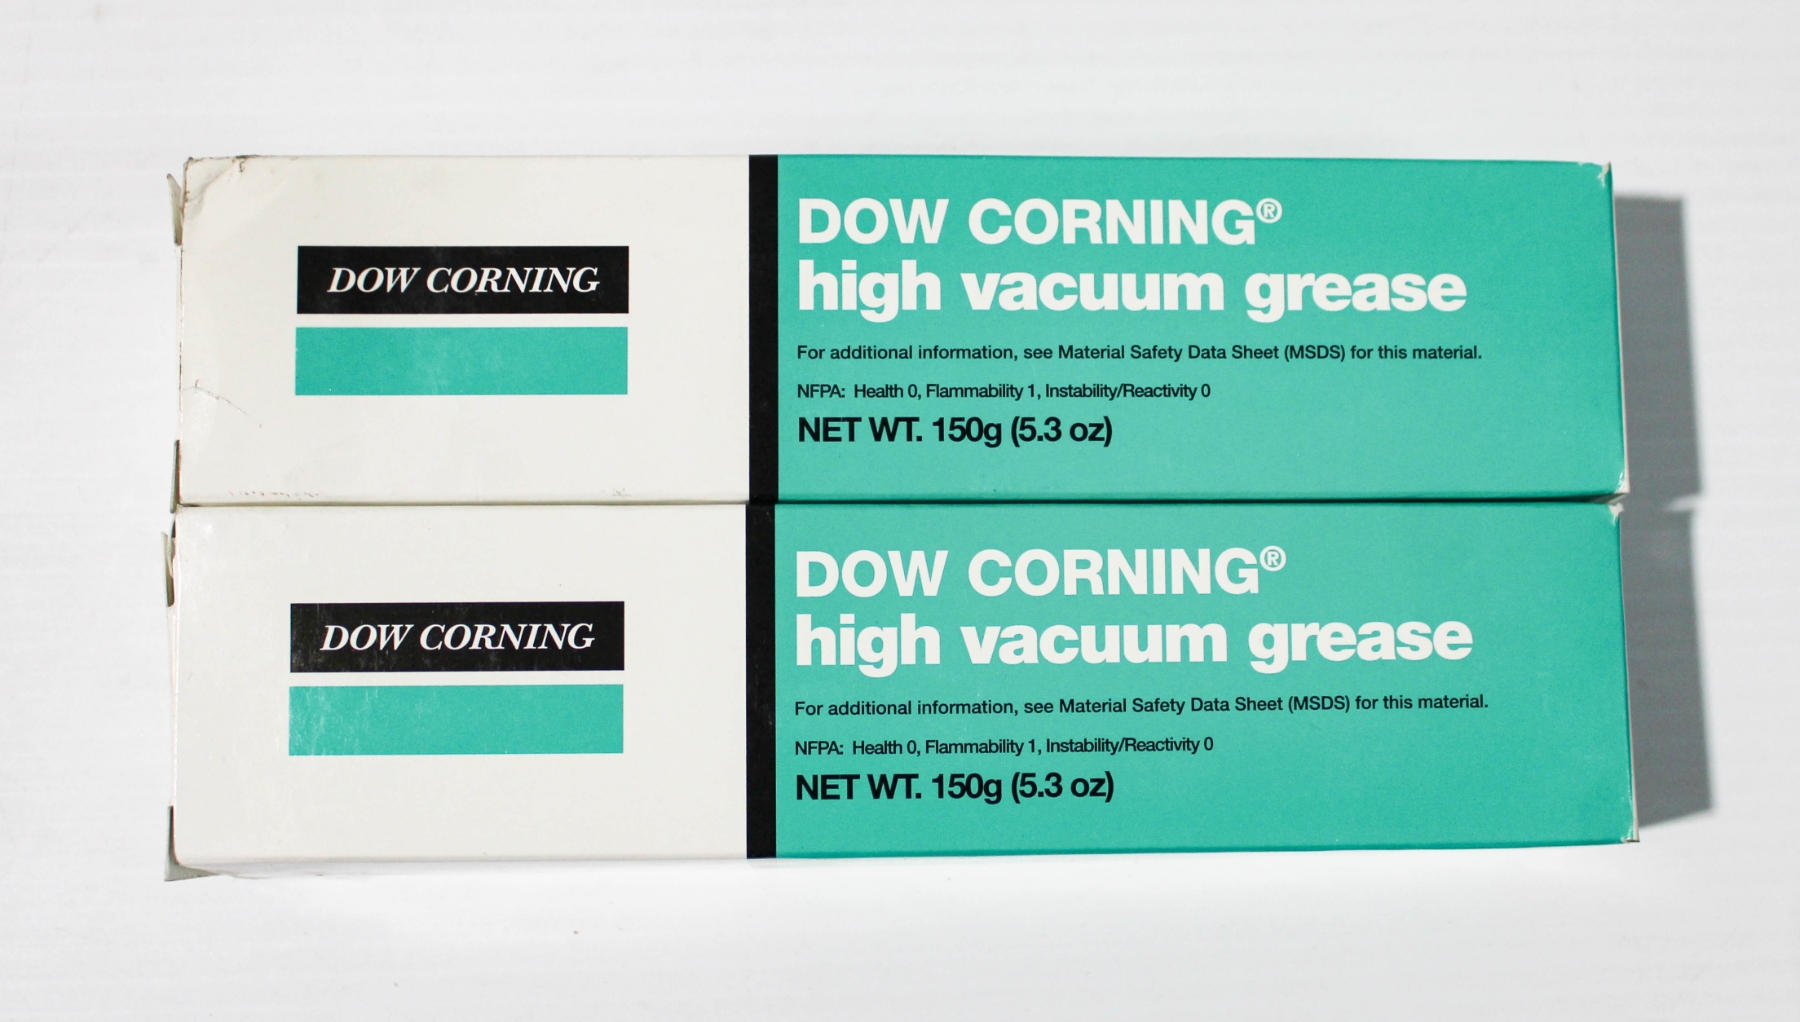 DOW CORNING
DOW CORNING®
high vacuum grease
For additional information, see Material Safety Data Sheet (MSDS) for this material.
NFPA: Health 0, Flammability 1, Instability/Reactivity 0
NET WT. 150g (5.3 oz)
DOW CORNING
DOW CORNING®
high vacuum grease
For additional information, see Material Safety Data Sheet (MSDS) for this material.
NFPA: Health 0, Flammability 1, Instability/Reactivity 0
NET WT. 150g (5.3 oz)